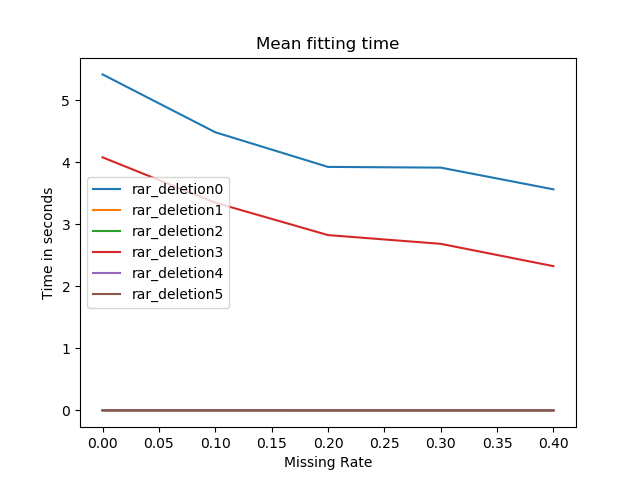 Mean fitting time
Time in seconds
5
4
3
2
1
0
rar_deletion0
rar_deletion1
rar_deletion2
rar_deletion3
rar_deletion4
rar_deletion5
0.00 0.05 0.10 0.15 0.20 0.25 0.30 0.35 0.40
Missing Rate